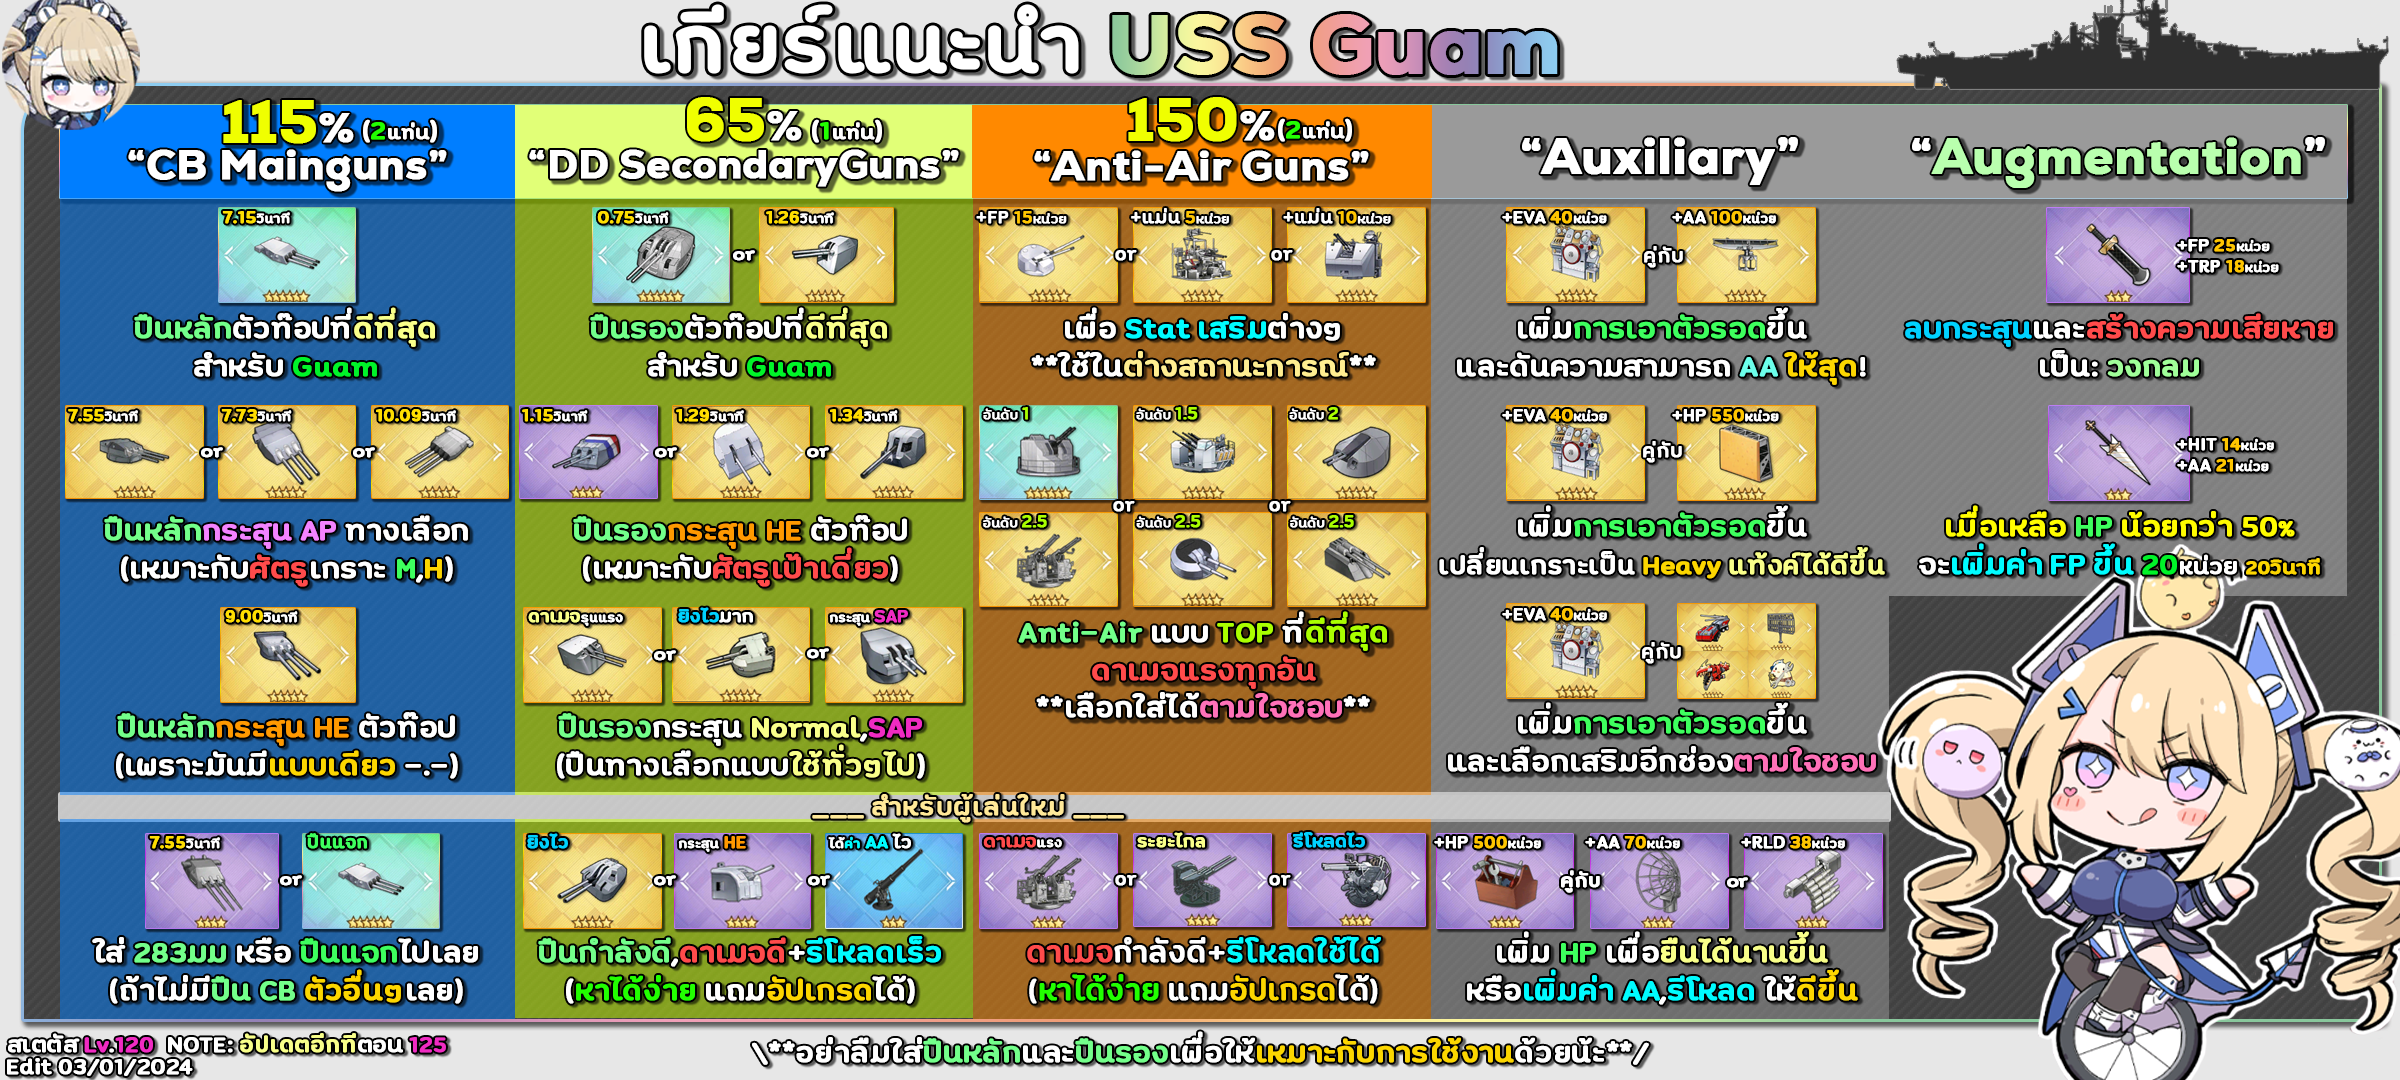 เกียร์แนะนำ USS Guam
115% (2แท่น)
“CB Mainguns”
7.15วินาที
ปืนหลักตัวท๊อปที่ดีที่สุด
สำหรับ Guam
7.55วินาที or 7.73วินาที or 10.09วินาที
ปืนหลักกระสุน AP ทางเลือก
(เหมาะกับศัตรูเกราะ M,H)
9.00วินาที
ปืนหลักกระสุน HE ตัวท๊อป
(เพราะมันมีแบบเดียว -.-)
65% (1แท่น)
“DD SecondaryGuns”
0.75วินาที or 1.26วินาที
ปืนรองตัวท๊อปที่ดีที่สุด
สำหรับ Guam
1.15วินาที or 1.29วินาที or 1.34วินาที
ปืนรองกระสุน HE ตัวท๊อป
(เหมาะกับศัตรูเป้าเดี่ยว)
ดาเมจรุนแรง or ยิงไวมาก or กระสุน SAP
ปืนรองกระสุน Normal,SAP
(ปืนทางเลือกแบบใช้ทั่วๆไป)
150%(2แท่น)
“Anti-Air Guns”
+FP 15หน่วย or +แม่น 5หน่วย or +แม่น 10หน่วย
เพื่อ Stat เสริมต่างๆ
**ใช้ในต่างสถานะการณ์**
อันดับ 1 or อันดับ 1.5 or อันดับ 2
อันดับ 2.5 อันดับ 2.5 อันดับ 2.5
Anti-Air แบบ TOP ที่ดีที่สุด
ดาเมจแรงทุกอัน
**เลือกใส่ได้ตามใจชอบ**
“Auxiliary”
+EVA 40หน่วย คู่กับ +AA 100หน่วย
เพิ่มการเอาตัวรอดขึ้น
และดันความสามารถ AA ให้สุด!
+EVA 40หน่วย คู่กับ +HP 550หน่วย
เพิ่มการเอาตัวรอดขึ้น
เปลี่ยนเกราะเป็น Heavy แท้งค์ได้ดีขึ้น
+EVA 40หน่วย คู่กับ
เพิ่มการเอาตัวรอดขึ้น
และเลือกเสริมอีกช่องตามใจชอบ
“Augmentation”
+FP 25หน่วย
+TRP 18หน่วย
ลบกระสุนและสร้างความเสียหาย
เป็น: วงกลม
+HIT 14หน่วย
+AA 21หน่วย
เมื่อเหลือ HP น้อยกว่า 50%
จะเพิ่มค่า FP ขึ้น 20หน่วย 20วินาที
___ สำหรับผู้เล่นใหม่ ___
7.55วินาที or ปืนแจก
ใส่ 283มม หรือ ปืนแจกไปเลย
(ถ้าไม่มีปืน CB ตัวอื่นๆเลย)
ยิงไว or กระสุน HE or ได้ค่า AA ไว
ปืนกำลังดี,ดาเมจดี+รีโหลดเร็ว
(หาได้ง่าย แถมอัปเกรดได้)
ดาเมจแรง or ระยะไกล or รีโหลดไว
ดาเมจกำลังดี+รีโหลดใช้ได้
(หาได้ง่าย แถมอัปเกรดได้)
+HP 500หน่วย คู่กับ +AA 70หน่วย or +RLD 38หน่วย
เพิ่ม HP เพื่อยืนได้นานขึ้น
หรือเพิ่มค่า AA,รีโหลด ให้ดีขึ้น
สเตตัส Lv.120 NOTE: อัปเดตอีกทีตอน 125
Edit 03/01/2024
\**อย่าลืมใส่ปืนหลักและปืนรองเพื่อให้เหมาะกับการใช้งานด้วยน้ะ**/